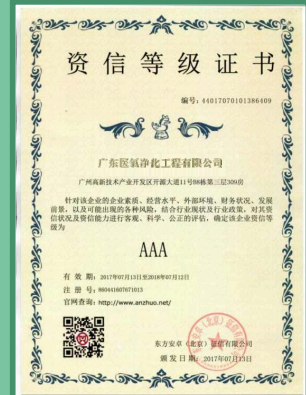 资信等级证书
编号：44017070101386409
广东医氧净化工程有限公司
广州高新技术产业开发区开源大道11号B6栋第三层309房
针对该企业的企业素质、经营水平、外部环境、财务状况、发展
前景，以及可能出现的各种风险，结合行业现状及行业政策，对其资
信状况及资信能力进行客观、科学、公正的评估，确定该企业资信等
级为
AAA
有 效 期：2017年07月13日至2018年07月12日
注 册 号：860441607671013
官网查询：http://www.anzhuo.net/
东方安卓（北京）征信有限公司
颁发日期：2017年07月13日